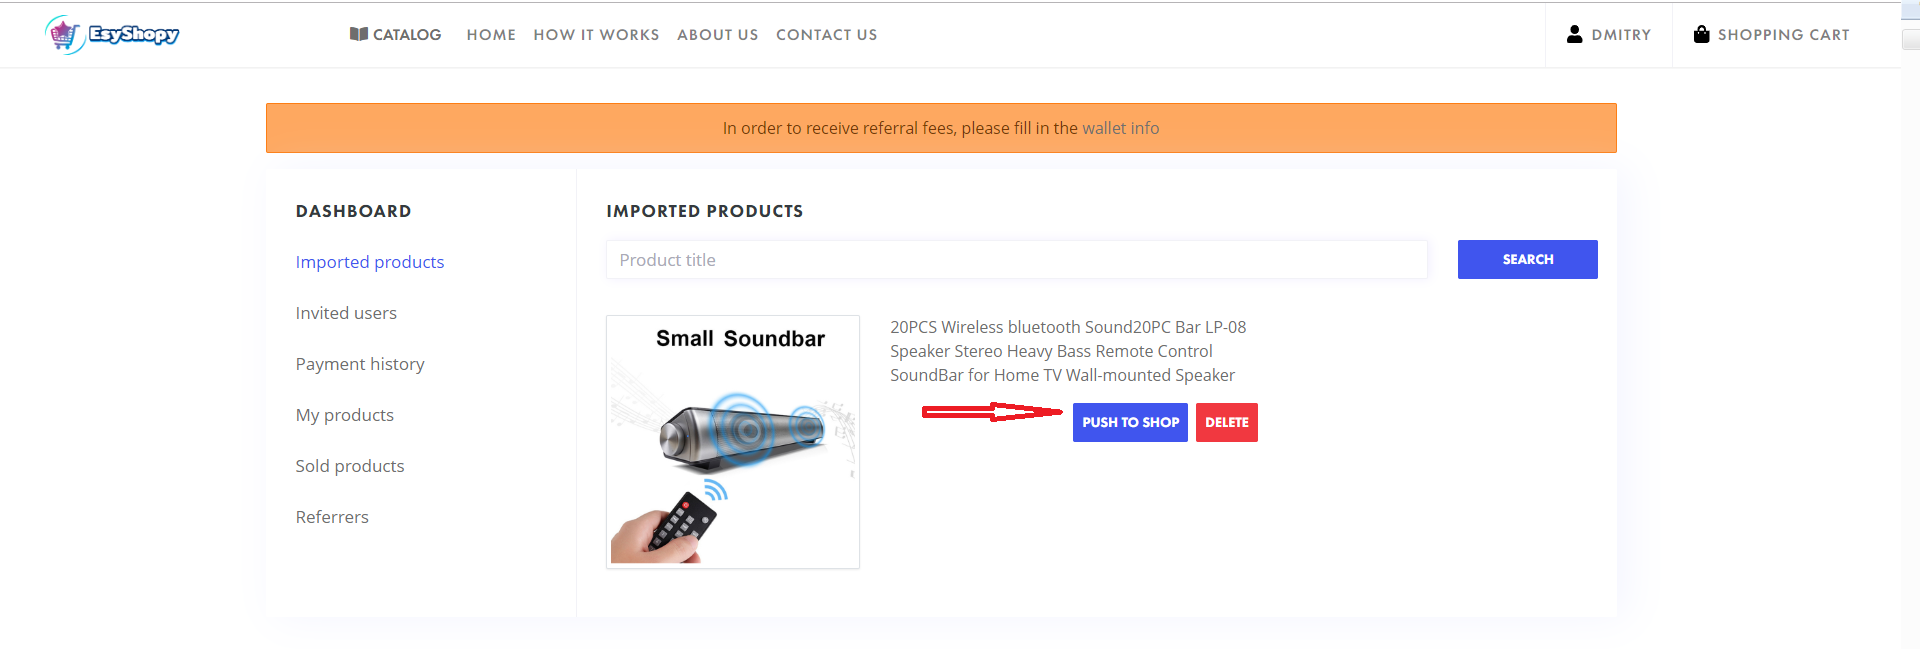 EsyShopy
CATALOG HOME HOW IT WORKS ABOUT US CONTACT US DMITRY SHOPPING CART
In order to receive referral fees, please fill in the wallet info
DASHBOARD
Imported products
Invited users
Payment history
My products
Sold products
Referrers
IMPORTED PRODUCTS
Product title
SEARCH
Small Soundbar
20PCS Wireless bluetooth Sound20PC Bar LP-08
Speaker Stereo Heavy Bass Remote Control
SoundBar for Home TV Wall-mounted Speaker
PUSH TO SHOP DELETE